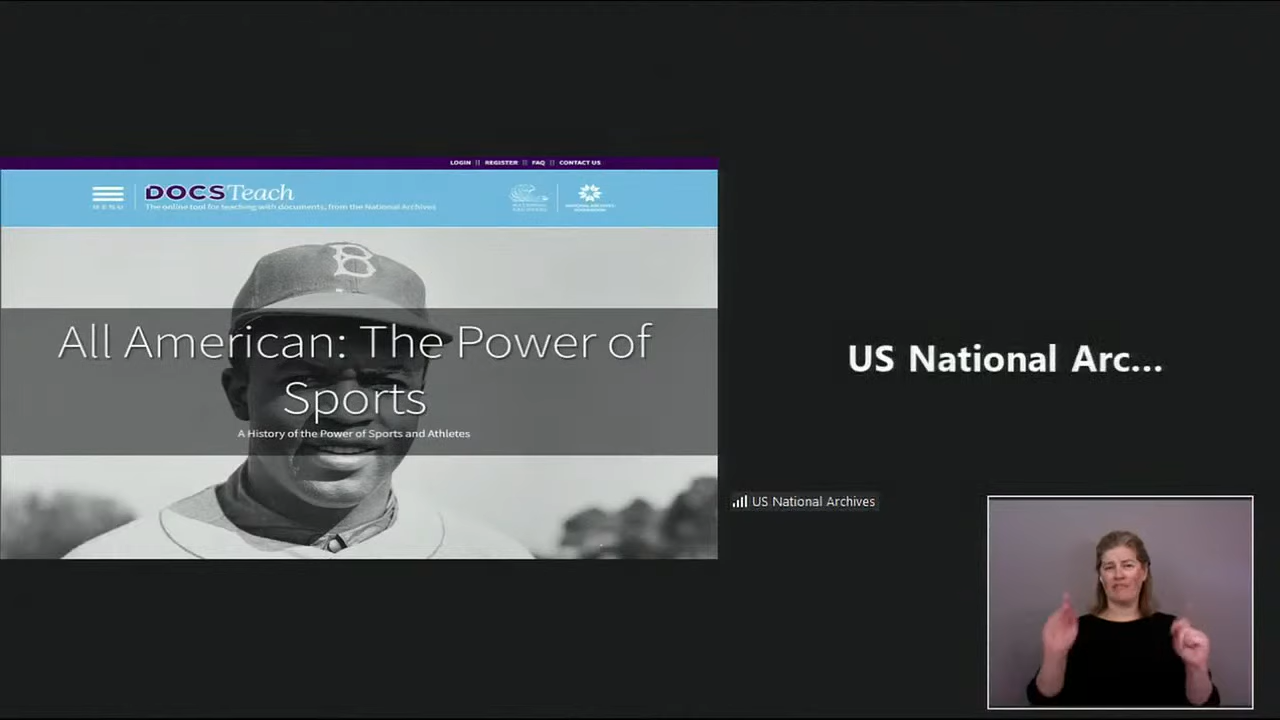 LOGIN || REGISTER || FAQ || CONTACT US
MENU
DOCSTeach
The online tool for teaching with documents, from the National Archives
B
All American: The Power of
Sports
A History of the Power of Sports and Athletes
US National Arc...
US National Archives